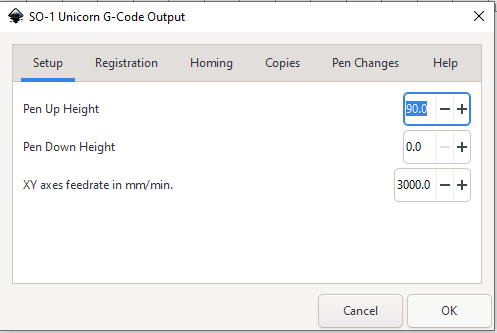 SO-1 Unicorn G-Code Output
Setup Registration Homing Copies Pen Changes Help
Pen Up Height 90.0
Pen Down Height 0.0
XY axes feedrate in mm/min. 3000.0
Cancel OK